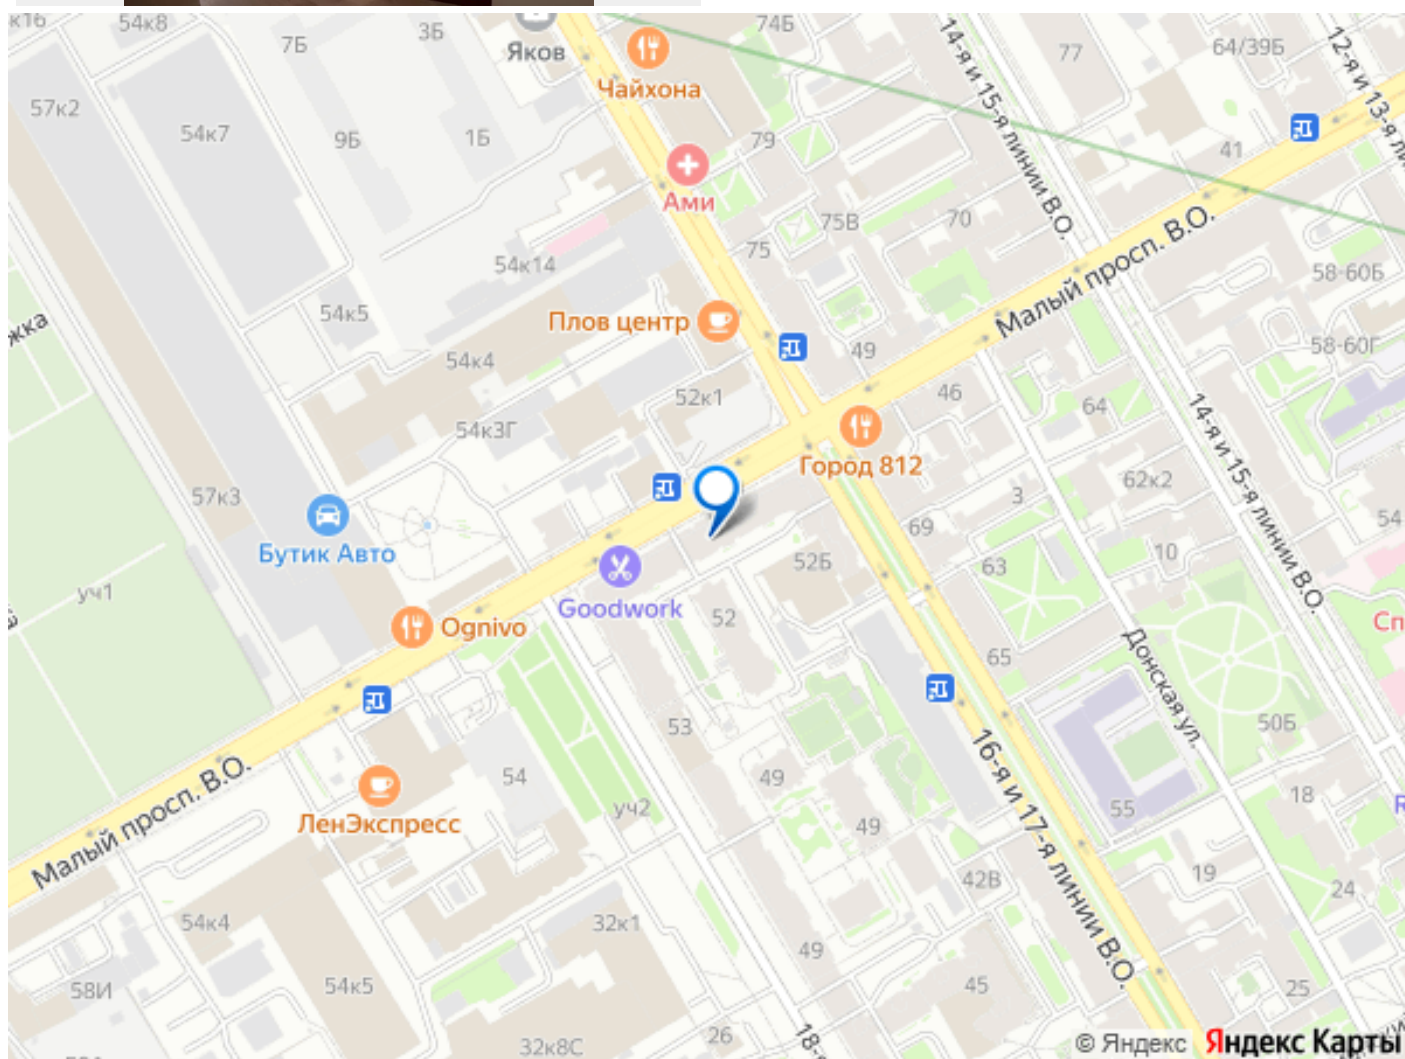 к16
54к8
7Б
3Б
Яков
Чайхона
74Б
14-я и 15-я линии В.О.
77
64/39Б
12-я и 13-я
57к2
54к7
9Б
1Б
79
41
Ами
75В
70
75
Малый просп. В.О.
54к14
58-60Б
54к5
Плов центр
49
58-60Г
54к4
52к1
46
64
14-я и 15-я линии В.О.
54к3Г
Город 812
57к3
62к2
3
54
69
Бутик Авто
52Б
10
63
уч1
Goodwork
52
Ognivo
Сп
65
Донская ул.
53
50Б
16-я и 17-я линии В.О.
54
49
18
ЛенЭкспресс
уч2
49
55
Малый просп. В.О.
42В
19
24
54к4
32к1
49
58И
54к5
45
25
26
18-я
32к8С
© Яндекс
Яндекс Карты